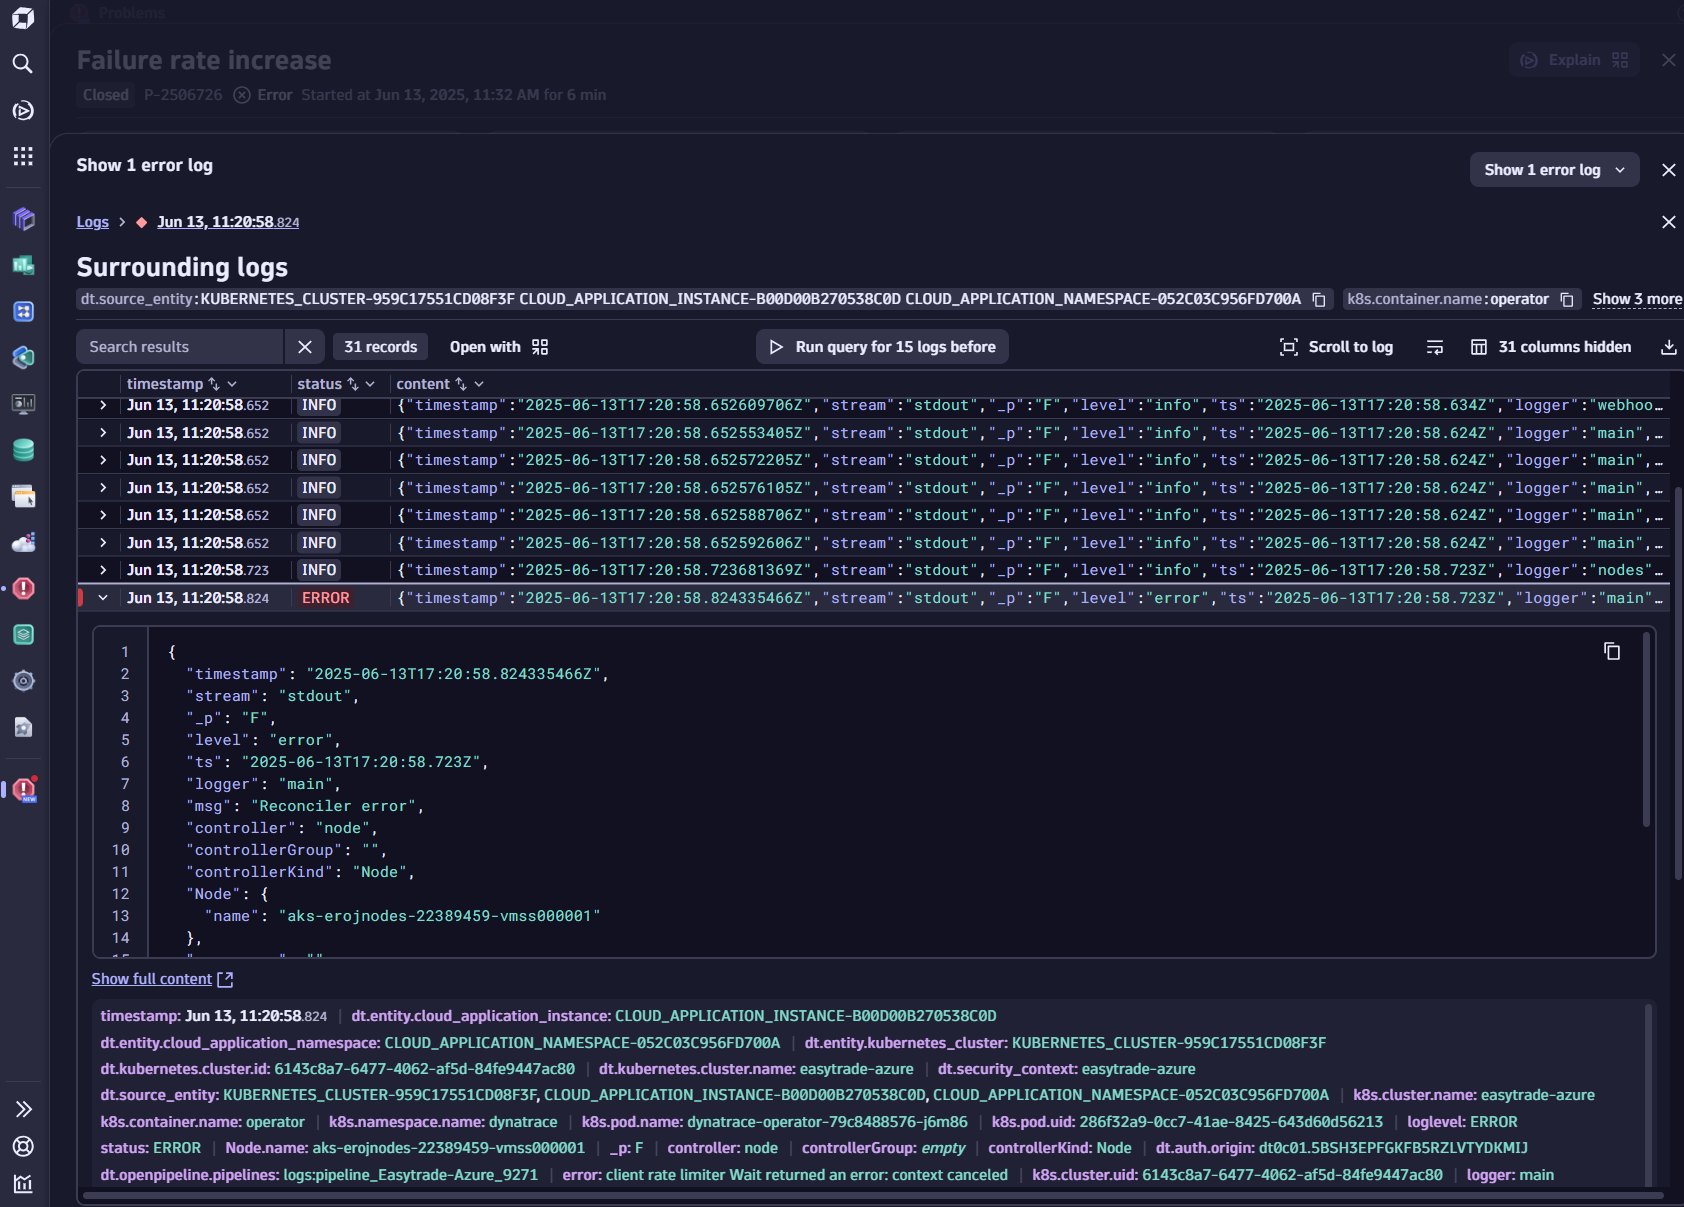 Problems
Failure rate increase
Explain
Closed P-2506726 Error Started at Jun 13, 2025, 11:32 AM for 6 min
Show 1 error log
Show 1 error log
Logs > Jun 13, 11:20:58.824
Surrounding logs
dt.source_entity:KUBERNETES_CLUSTER-959C17551CD08F3F CLOUD_APPLICATION_INSTANCE-B00D00B270538C0D CLOUD_APPLICATION_NAMESPACE-052C03C956FD700A k8s.container.name:operator Show 3 more
Search results 31 records Open with Run query for 15 logs before Scroll to log 31 columns hidden
timestamp status content
Jun 13, 11:20:58.652 INFO {"timestamp":"2025-06-13T17:20:58.652609706Z","stream":"stdout","_p":"F","level":"info","ts":"2025-06-13T17:20:58.634Z","logger":"webhoo…
Jun 13, 11:20:58.652 INFO {"timestamp":"2025-06-13T17:20:58.652553405Z","stream":"stdout","_p":"F","level":"info","ts":"2025-06-13T17:20:58.624Z","logger":"main",…
Jun 13, 11:20:58.652 INFO {"timestamp":"2025-06-13T17:20:58.652572205Z","stream":"stdout","_p":"F","level":"info","ts":"2025-06-13T17:20:58.624Z","logger":"main",…
Jun 13, 11:20:58.652 INFO {"timestamp":"2025-06-13T17:20:58.652576105Z","stream":"stdout","_p":"F","level":"info","ts":"2025-06-13T17:20:58.624Z","logger":"main",…
Jun 13, 11:20:58.652 INFO {"timestamp":"2025-06-13T17:20:58.652588706Z","stream":"stdout","_p":"F","level":"info","ts":"2025-06-13T17:20:58.624Z","logger":"main",…
Jun 13, 11:20:58.652 INFO {"timestamp":"2025-06-13T17:20:58.652592606Z","stream":"stdout","_p":"F","level":"info","ts":"2025-06-13T17:20:58.624Z","logger":"main",…
Jun 13, 11:20:58.723 INFO {"timestamp":"2025-06-13T17:20:58.723681369Z","stream":"stdout","_p":"F","level":"info","ts":"2025-06-13T17:20:58.723Z","logger":"nodes"…
Jun 13, 11:20:58.824 ERROR {"timestamp":"2025-06-13T17:20:58.824335466Z","stream":"stdout","_p":"F","level":"error","ts":"2025-06-13T17:20:58.723Z","logger":"main"…
1 {
2 "timestamp": "2025-06-13T17:20:58.824335466Z",
3 "stream": "stdout",
4 "_p": "F",
5 "level": "error",
6 "ts": "2025-06-13T17:20:58.723Z",
7 "logger": "main",
8 "msg": "Reconciler error",
9 "controller": "node",
10 "controllerGroup": "",
11 "controllerKind": "Node",
12 "Node": {
13 "name": "aks-erojnodes-22389459-vmss000001"
14 },
Show full content
timestamp: Jun 13, 11:20:58.824 | dt.entity.cloud_application_instance: CLOUD_APPLICATION_INSTANCE-B00D00B270538C0D
dt.entity.cloud_application_namespace: CLOUD_APPLICATION_NAMESPACE-052C03C956FD700A | dt.entity.kubernetes_cluster: KUBERNETES_CLUSTER-959C17551CD08F3F
dt.kubernetes.cluster.id: 6143c8a7-6477-4062-af5d-84fe9447ac80 | dt.kubernetes.cluster.name: easytrade-azure | dt.security_context: easytrade-azure
dt.source_entity: KUBERNETES_CLUSTER-959C17551CD08F3F, CLOUD_APPLICATION_INSTANCE-B00D00B270538C0D, CLOUD_APPLICATION_NAMESPACE-052C03C956FD700A | k8s.cluster.name: easytrade-azure
k8s.container.name: operator | k8s.namespace.name: dynatrace | k8s.pod.name: dynatrace-operator-79c8488576-j6m86 | k8s.pod.uid: 286f32a9-0cc7-41ae-8425-643d60d56213 | loglevel: ERROR
status: ERROR | Node.name: aks-erojnodes-22389459-vmss000001 | _p: F | controller: node | controllerGroup: empty | controllerKind: Node | dt.auth.origin: dt0c01.5BSH3EPFGKFB5RZLVTYDKMIJ
dt.openpipeline.pipelines: logs:pipeline_Easytrade-Azure_9271 | error: client rate limiter Wait returned an error: context canceled | k8s.cluster.uid: 6143c8a7-6477-4062-af5d-84fe9447ac80 | logger: main